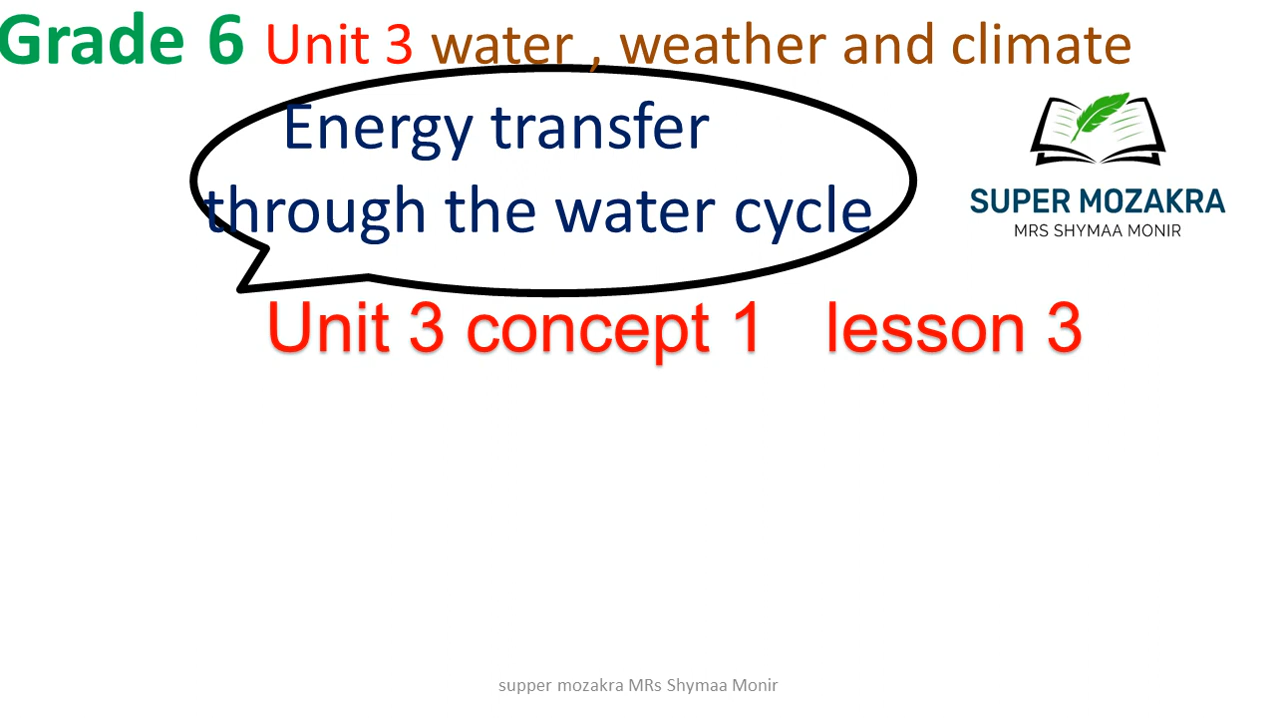 Grade 6 Unit 3 water , weather and climate
Energy transfer
through the water cycle
SUPER MOZAKRA
MRS SHYMAA MONIR
Unit 3 concept 1 lesson 3
supper mozakra MRs Shymaa Monir